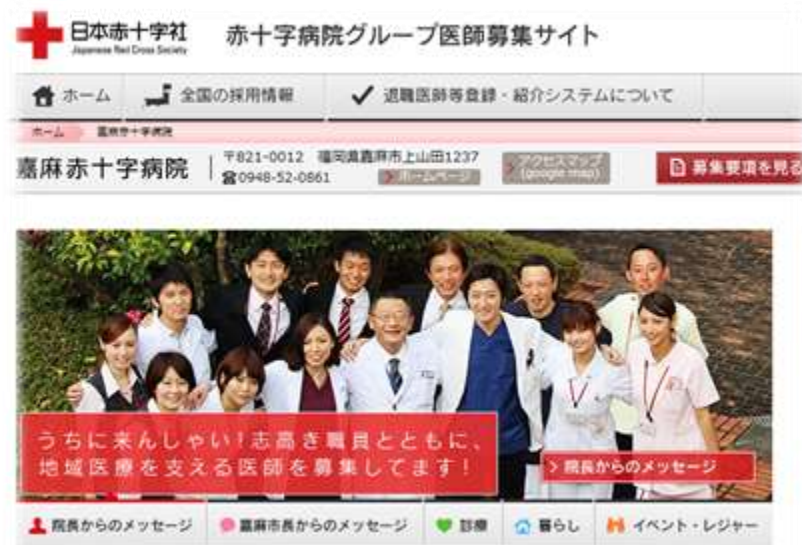 日本赤十字社
Japanese Red Cross Society
赤十字病院グループ医師募集サイト
ホーム
全国の採用情報
退職医師等登録・紹介システムについて
ホーム
嘉麻赤十字病院
嘉麻赤十字病院
〒821-0012 福岡県嘉麻市上山田1237
☎0948-52-0861
ホームページ
アクセスマップ
(google map)
募集要項を見る
うちに来んしゃい!志高き職員とともに、
地域医療を支える医師を募集してます!
院長からのメッセージ
院長からのメッセージ
嘉麻市長からのメッセージ
診療
暮らし
イベント・レジャー